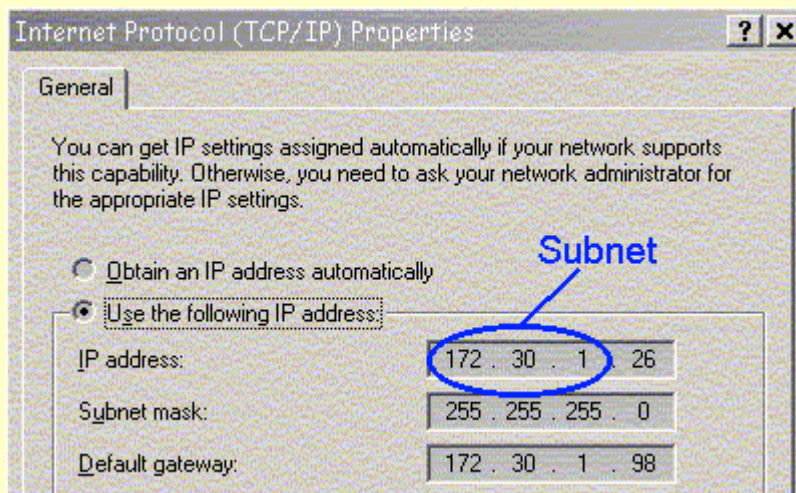 Internet Protocol (TCP/IP) Properties ? X
General
You can get IP settings assigned automatically if your network supports
this capability. Otherwise, you need to ask your network administrator for
the appropriate IP settings.
Subnet
Obtain an IP address automatically
Use the following IP address:
IP address: 172 . 30 . 1 . 26
Subnet mask: 255 . 255 . 255 . 0
Default gateway: 172 . 30 . 1 . 98